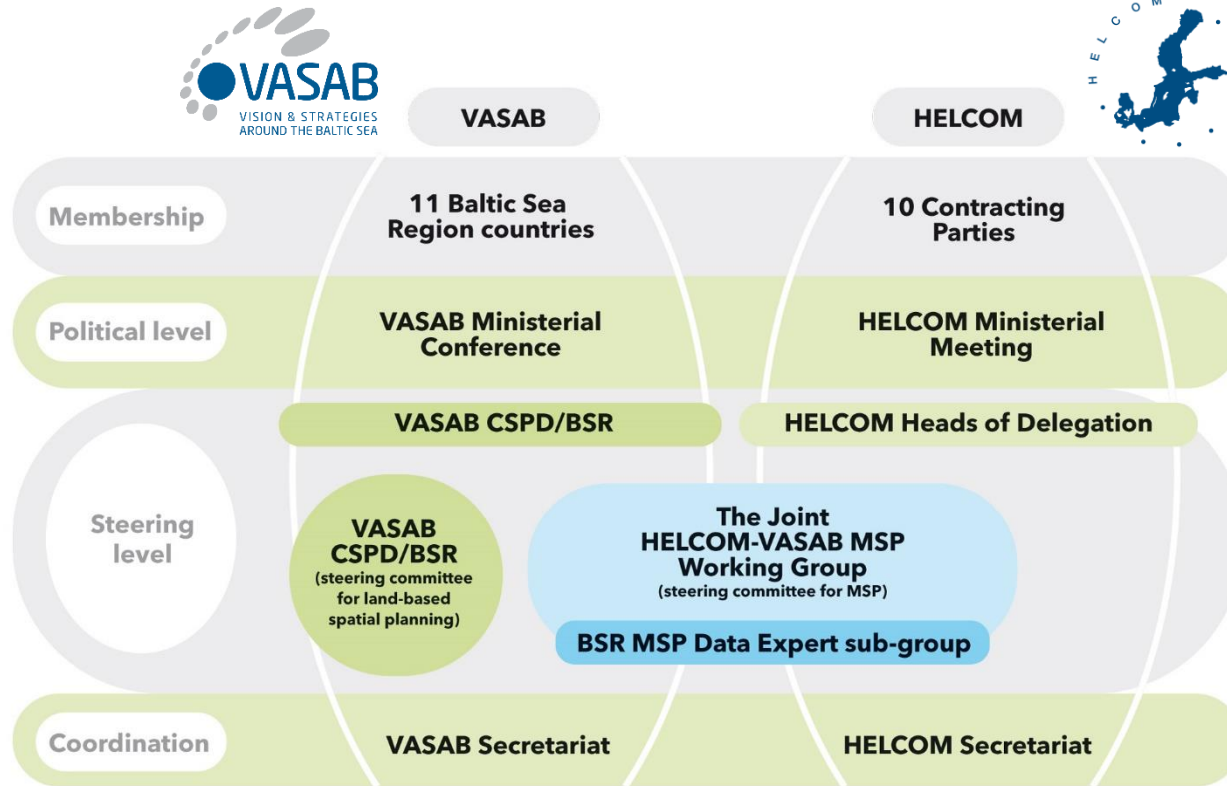 VASAB
VISION & STRATEGIES
AROUND THE BALTIC SEA
HELCOM
VASAB
HELCOM
Membership
11 Baltic Sea
Region countries
10 Contracting
Parties
Political level
VASAB Ministerial
Conference
HELCOM Ministerial
Meeting
VASAB CSPD/BSR
HELCOM Heads of Delegation
Steering
level
VASAB
CSPD/BSR
(steering committee
for land-based
spatial planning)
The Joint
HELCOM-VASAB MSP
Working Group
(steering committee for MSP)
BSR MSP Data Expert sub-group
Coordination
VASAB Secretariat
HELCOM Secretariat